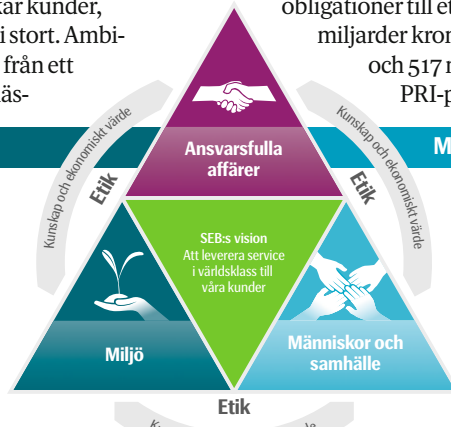 kar kunder,
i stort. Ambi-
från ett
obligationer till et
miljarder kron
och 517 m
PRI-p
M
Kunskap och ekonomiskt värde
Etik
Ansvarsfulla
affärer
Kunskap och ekonomiskt värde
Etik
SEB:s vision
Att leverera service
i världsklass till
våra kunder
Miljö
Människor och
samhälle
Etik